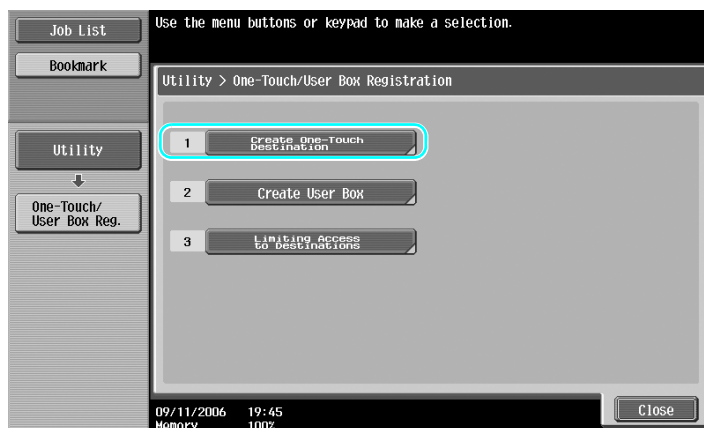 Job List
Use the menu buttons or keypad to make a selection.
Bookmark
Utility > One-Touch/User Box Registration
1 Create One-Touch
Destination
Utility
2 Create User Box
One-Touch/
User Box Reg.
3 Limiting Access
to Destinations
09/11/2006 19:45
Memory 100%
Close